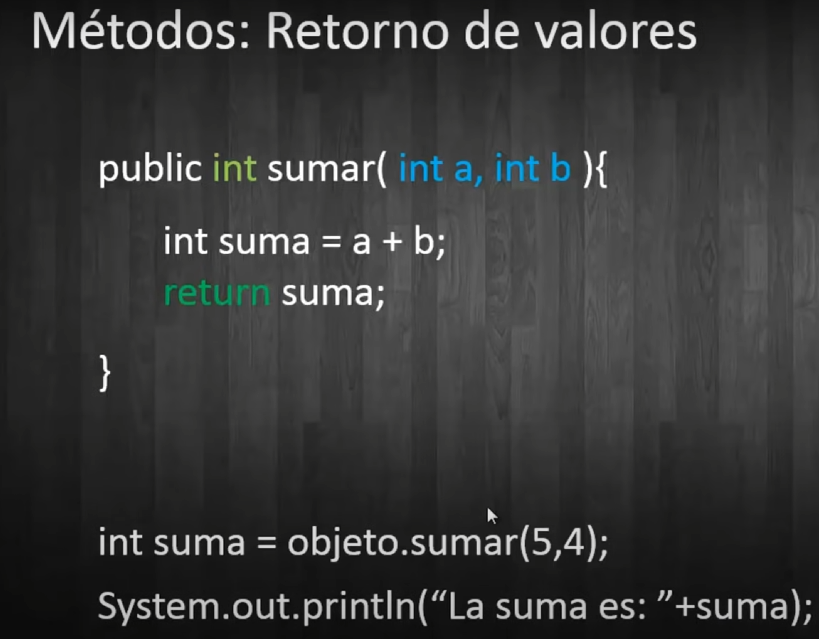 Métodos: Retorno de valores
public int sumar( int a, int b ){
int suma = a + b;
return suma;
}
int suma = objeto.sumar(5,4);
System.out.println(“La suma es: ”+suma);